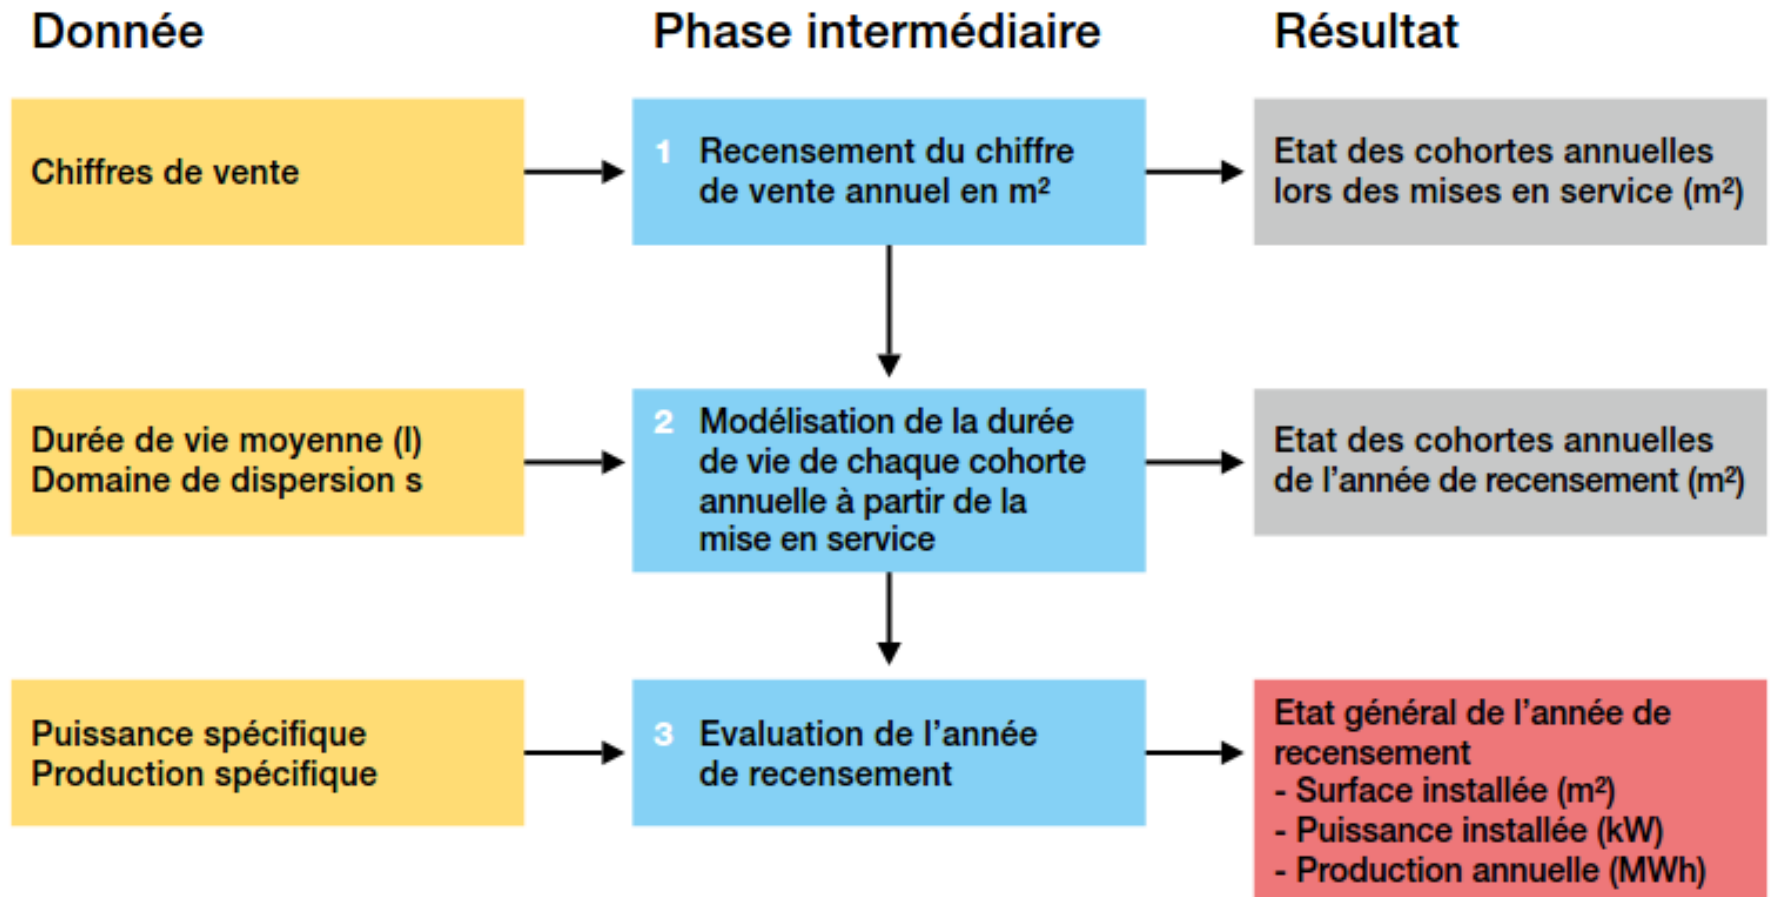 Donnée
Phase intermédiaire
Résultat
Chiffres de vente
1 Recensement du chiffre
de vente annuel en m²
Etat des cohortes annuelles
lors des mises en service (m²)
Durée de vie moyenne (l)
Domaine de dispersion s
2 Modélisation de la durée
de vie de chaque cohorte
annuelle à partir de la
mise en service
Etat des cohortes annuelles
de l’année de recensement (m²)
Puissance spécifique
Production spécifique
3 Evaluation de l’année
de recensement
Etat général de l’année de
recensement
- Surface installée (m²)
- Puissance installée (kW)
- Production annuelle (MWh)